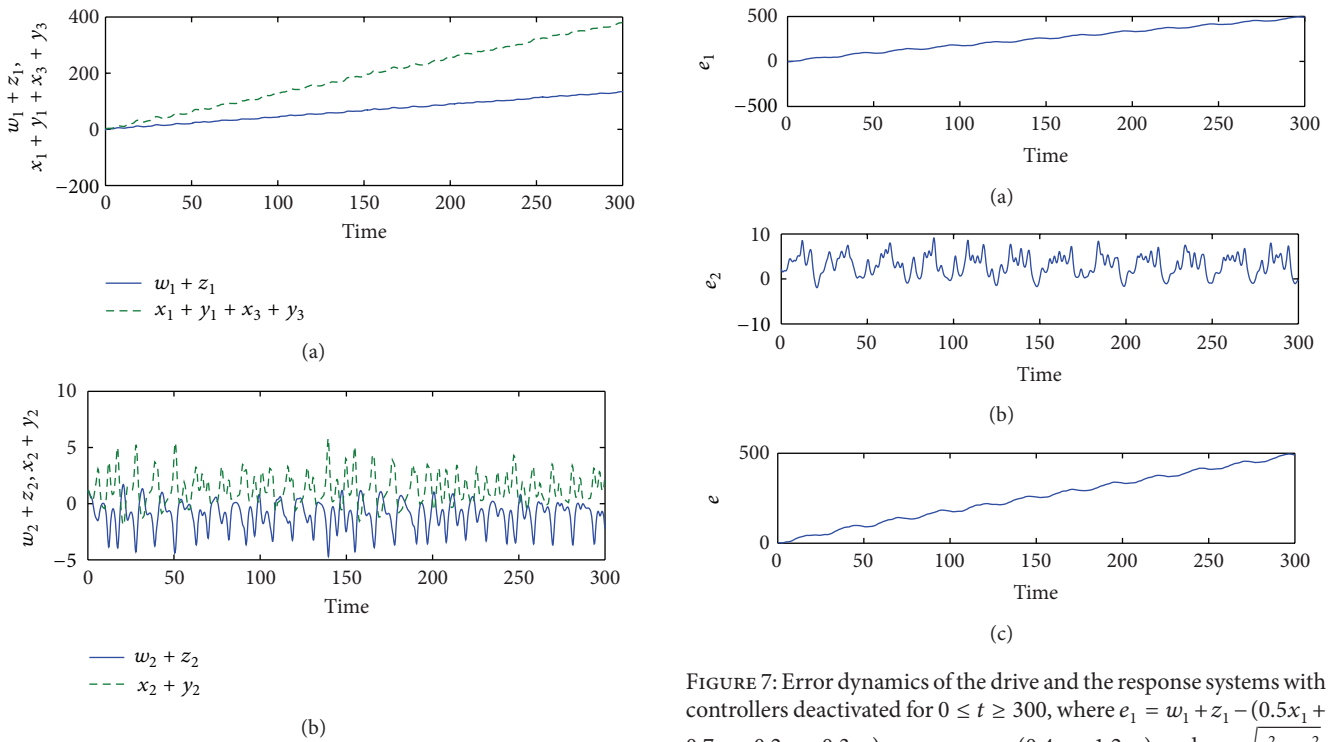 400
200
0
−200
w₁ + z₁,
x₁ + y₁ + x₃ + y₃
0 50 100 150 200 250 300
Time
w₁ + z₁
x₁ + y₁ + x₃ + y₃
(a)
10
5
0
−5
w₂ + z₂, x₂ + y₂
0 50 100 150 200 250 300
Time
w₂ + z₂
x₂ + y₂
(b)
500
0
−500
e₁
0 50 100 150 200 250 300
Time
(a)
10
0
−10
e₂
0 50 100 150 200 250 300
Time
(b)
500
0
e
0 50 100 150 200 250 300
Time
(c)
FIGURE 7: Error dynamics of the drive and the response systems with
controllers deactivated for 0 ≤ t ≥ 300, where e₁ = w₁ + z₁ − (0.5x₁ +